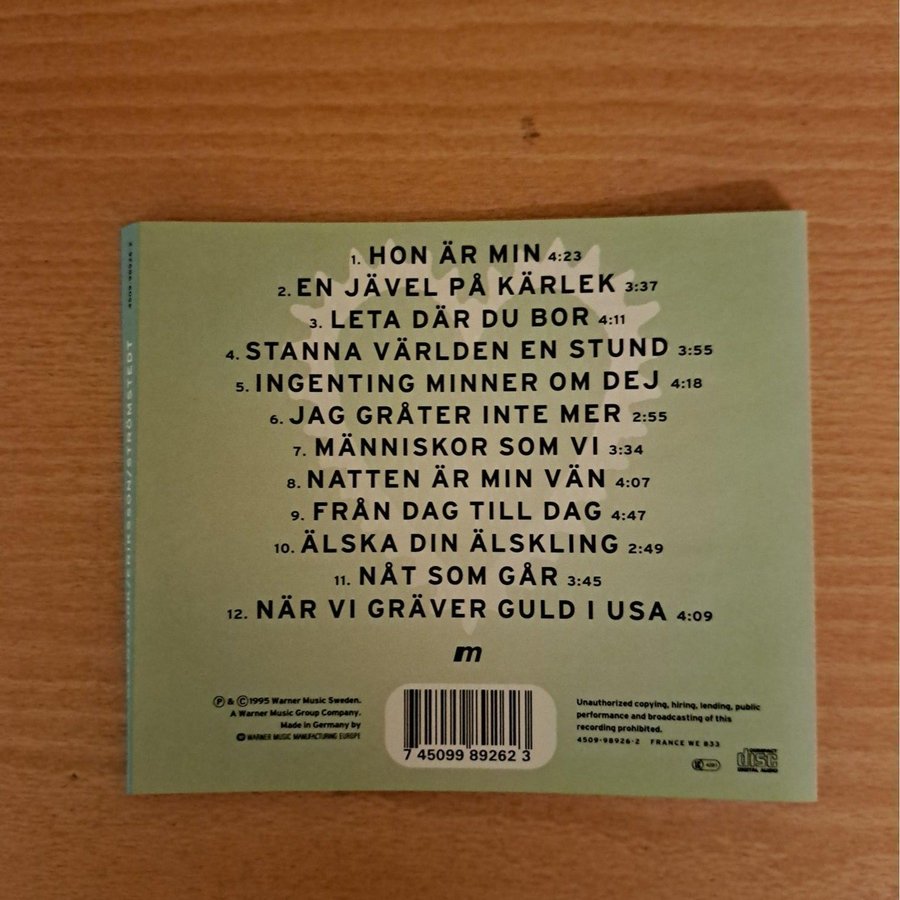 1. HON ÄR MIN 4:23
2. EN JÄVEL PÅ KÄRLEK 3:37
3. LETA DÄR DU BOR 4:11
4. STANNA VÄRLDEN EN STUND 3:55
5. INGENTING MINNER OM DEJ 4:18
6. JAG GRÅTER INTE MER 2:55
7. MÄNNISKOR SOM VI 3:34
8. NATTEN ÄR MIN VÄN 4:07
9. FRÅN DAG TILL DAG 4:47
10. ÄLSKA DIN ÄLSKLING 2:49
11. NÅT SOM GÅR 3:45
12. NÄR VI GRÄVER GULD I USA 4:09
m
Ⓟ & Ⓒ 1995 Warner Music Sweden.
A Warner Music Group Company.
Made in Germany by
WARNER MUSIC MANUFACTURING EUROPE
7 45099 89262 3
Unauthorized copying, hiring, lending, public
performance and broadcasting of this
recording prohibited.
4509-98926-2 FRANCE WE 833
COMPACT
disc
DIGITAL AUDIO
4509-98926-2
/ERIKSSON/STRÖMSTEDT